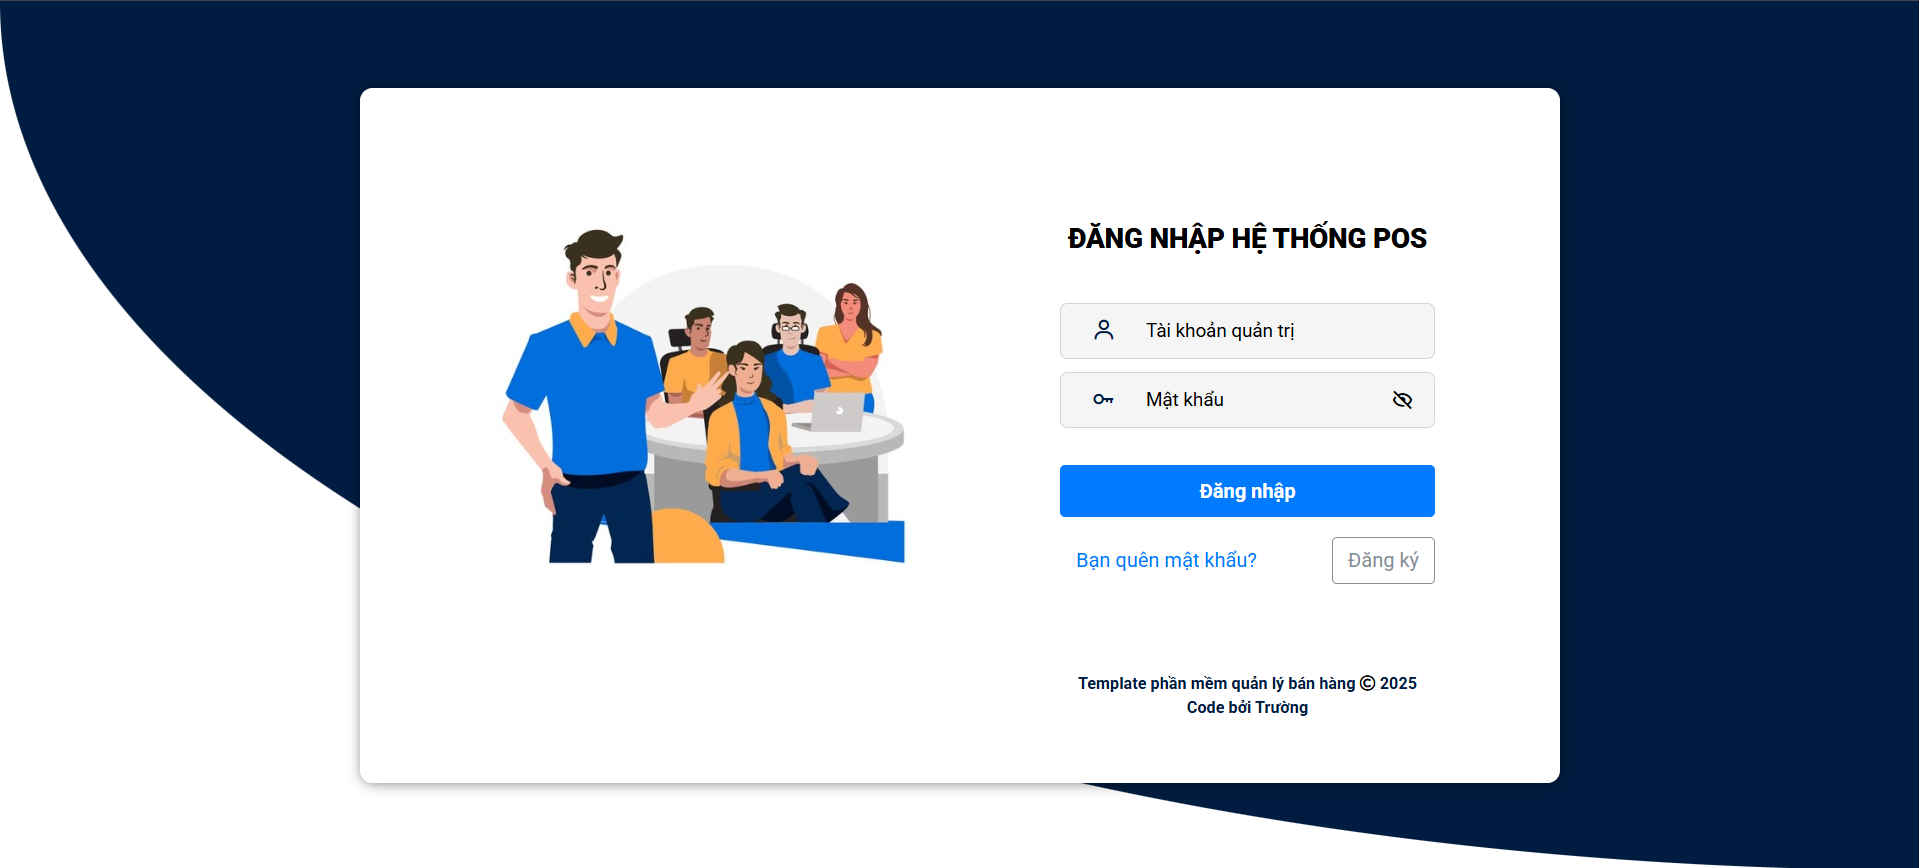 ĐĂNG NHẬP HỆ THỐNG POS
Tài khoản quản trị
Mật khẩu
Đăng nhập
Bạn quên mật khẩu?
Đăng ký
Template phần mềm quản lý bán hàng © 2025
Code bởi Trường